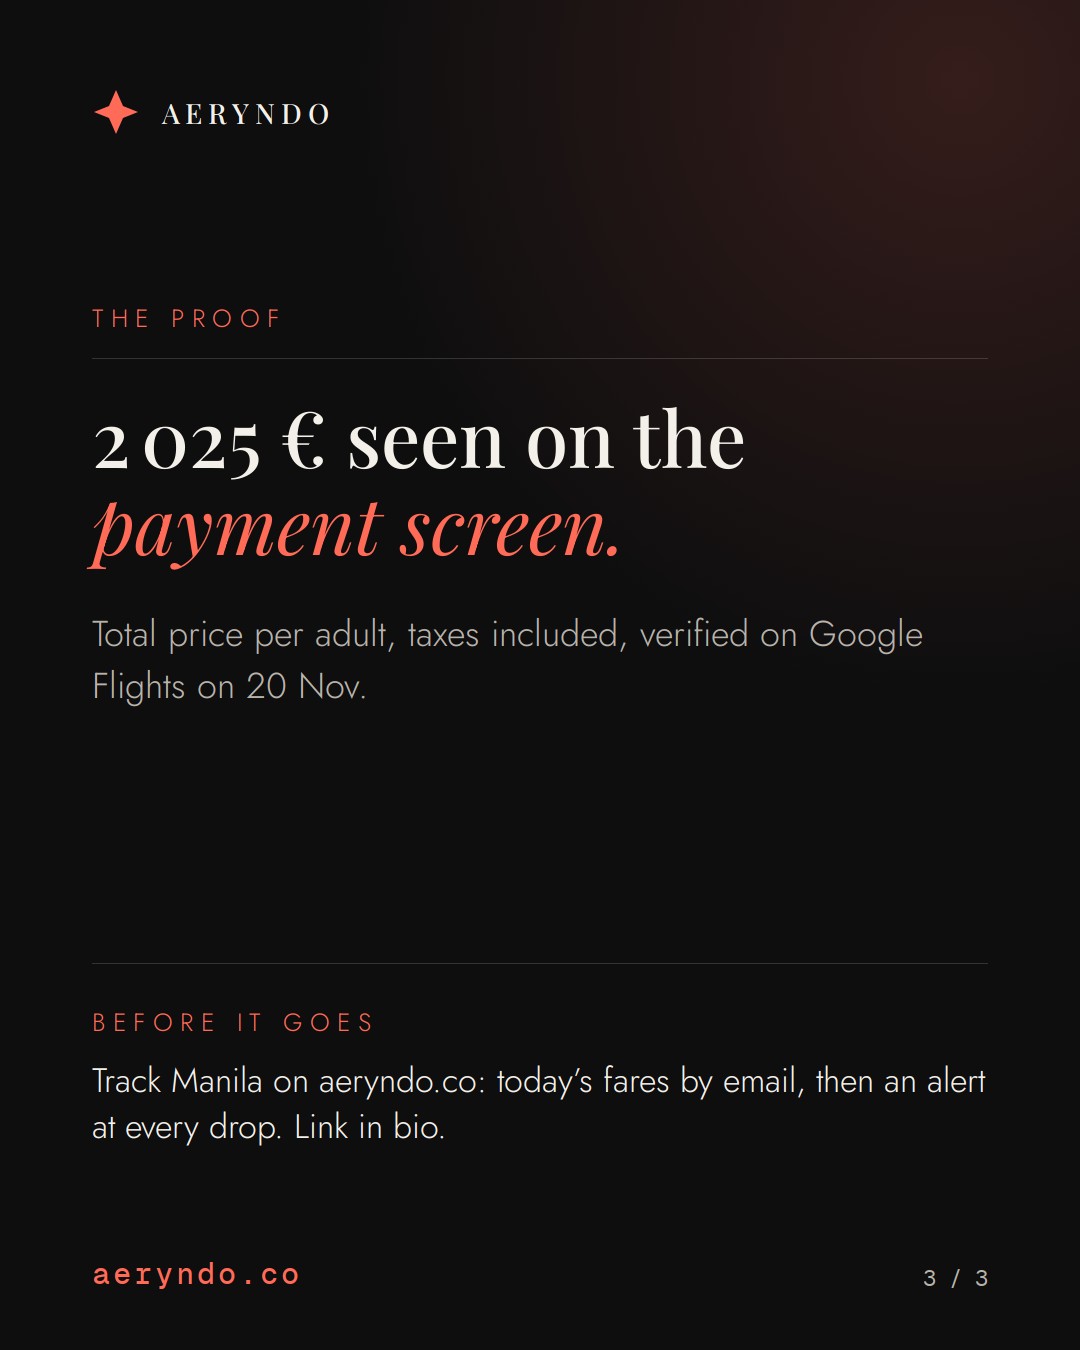 AERYNDO
THE PROOF
2 025 € seen on the
payment screen.
Total price per adult, taxes included, verified on Google
Flights on 20 Nov.
BEFORE IT GOES
Track Manila on aeryndo.co: today’s fares by email, then an alert
at every drop. Link in bio.
aeryndo.co
3 / 3